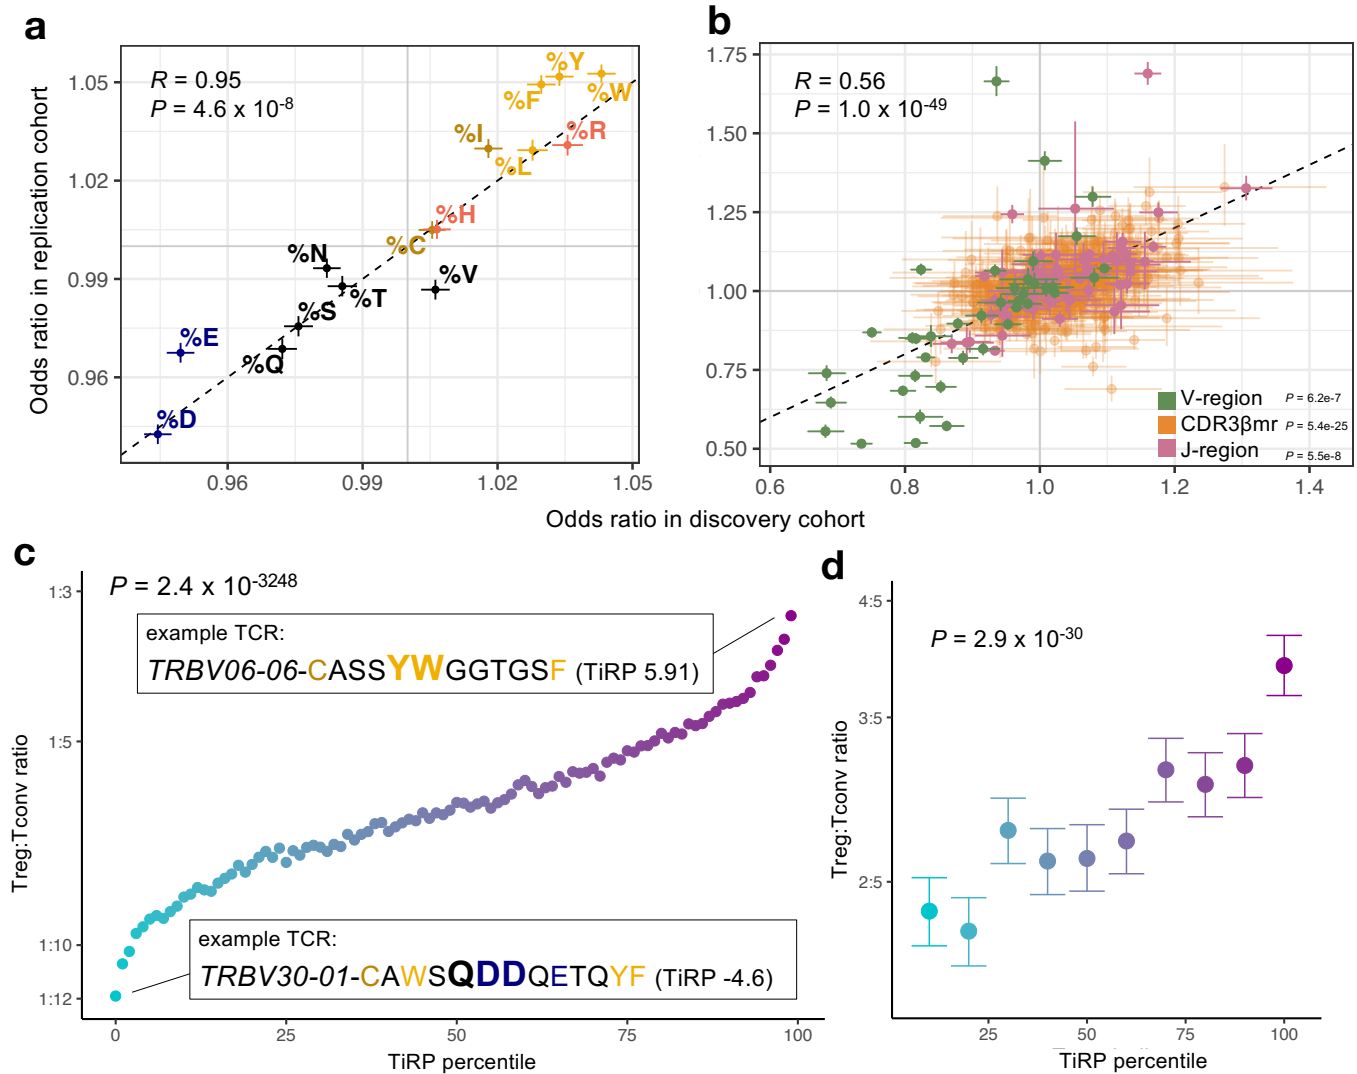 a
R = 0.95
P = 4.6 x 10-8
%Y
%F
%W
%I
%R
%L
%H
%C
%N
%V
%T
%S
%E
%Q
%D
1.05
1.02
0.99
0.96
0.96
0.99
1.02
1.05
Odds ratio in replication cohort
b
R = 0.56
P = 1.0 x 10-49
1.75
1.50
1.25
1.00
0.75
0.50
0.6
0.8
1.0
1.2
1.4
V-region P = 6.2e-7
CDR3βmr P = 5.4e-25
J-region P = 5.5e-8
Odds ratio in discovery cohort
c
P = 2.4 x 10-3248
example TCR:
TRBV06-06-CASSYWGGTGSF (TiRP 5.91)
example TCR:
TRBV30-01-CAWSQDDQETQYF (TiRP -4.6)
1:3
1:5
1:10
1:12
0
25
50
75
100
Treg:Tconv ratio
TiRP percentile
d
P = 2.9 x 10-30
4:5
3:5
2:5
25
50
75
100
Treg:Tconv ratio
TiRP percentile